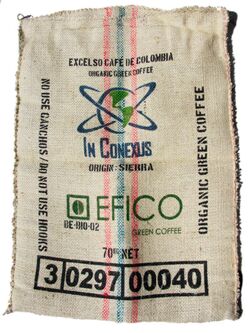 EXCELSO CAFE DE COLOMBIA
ORGANIC GREEN COFFEE
NO USE GANCHOS / DO NOT USE HOOKS
IN CONEXUS
ORIGIN: SIERRA
ORGANIC GREEN COFFEE
EFICO
BE-BIO-02
GREEN COFFEE
70KG NET
3 0297 00040